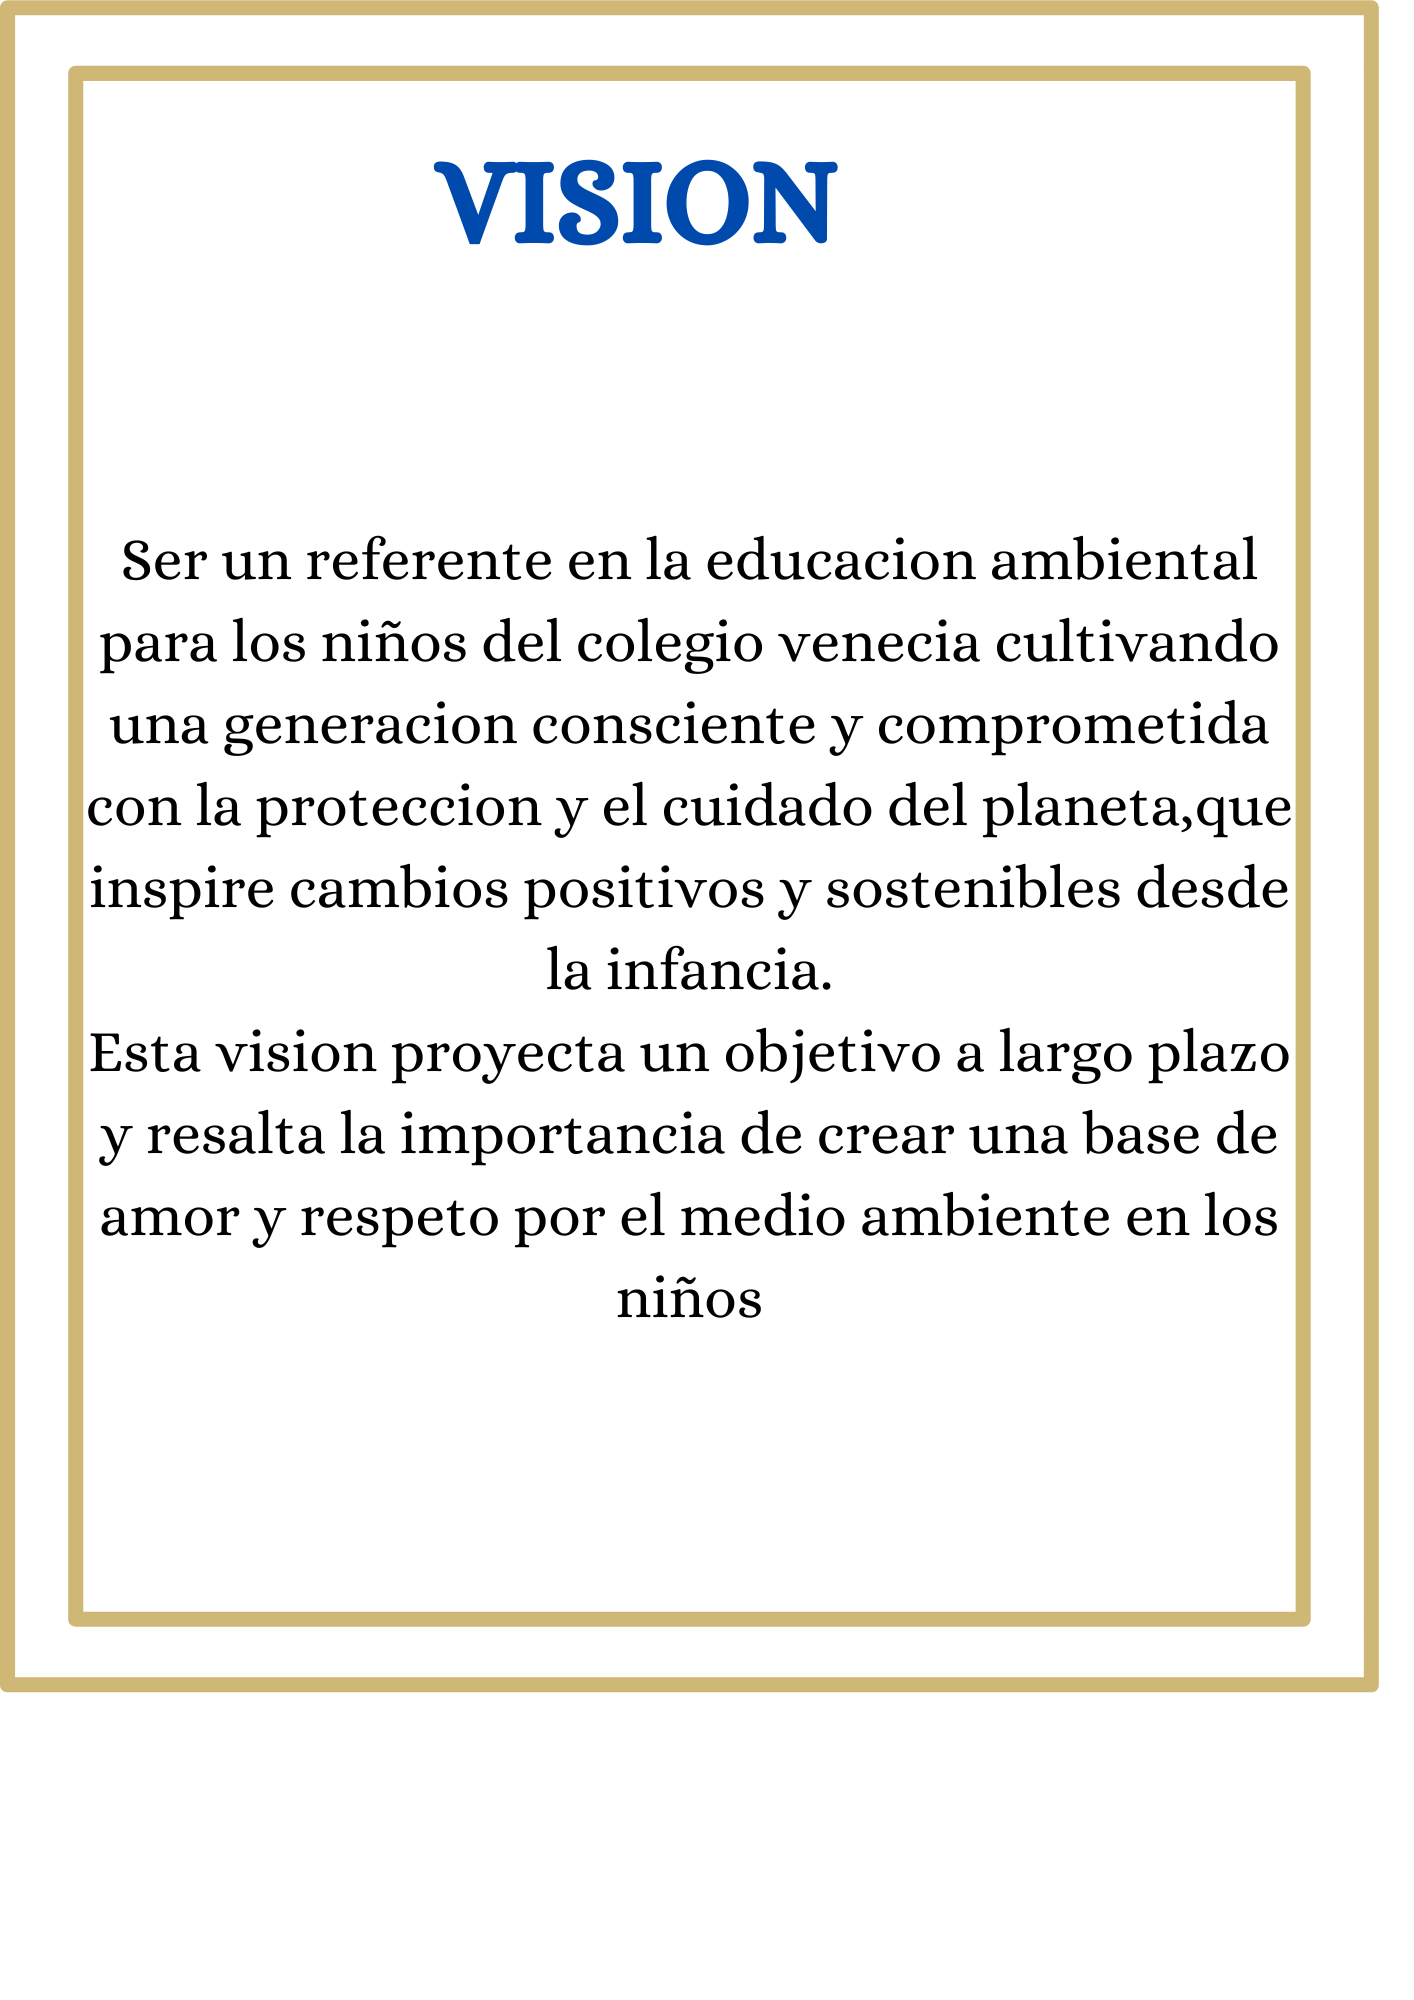 VISION
Ser un referente en la educacion ambiental
para los niños del colegio venecia cultivando
una generacion consciente y comprometida
con la proteccion y el cuidado del planeta,que
inspire cambios positivos y sostenibles desde
la infancia.
Esta vision proyecta un objetivo a largo plazo
y resalta la importancia de crear una base de
amor y respeto por el medio ambiente en los
niños